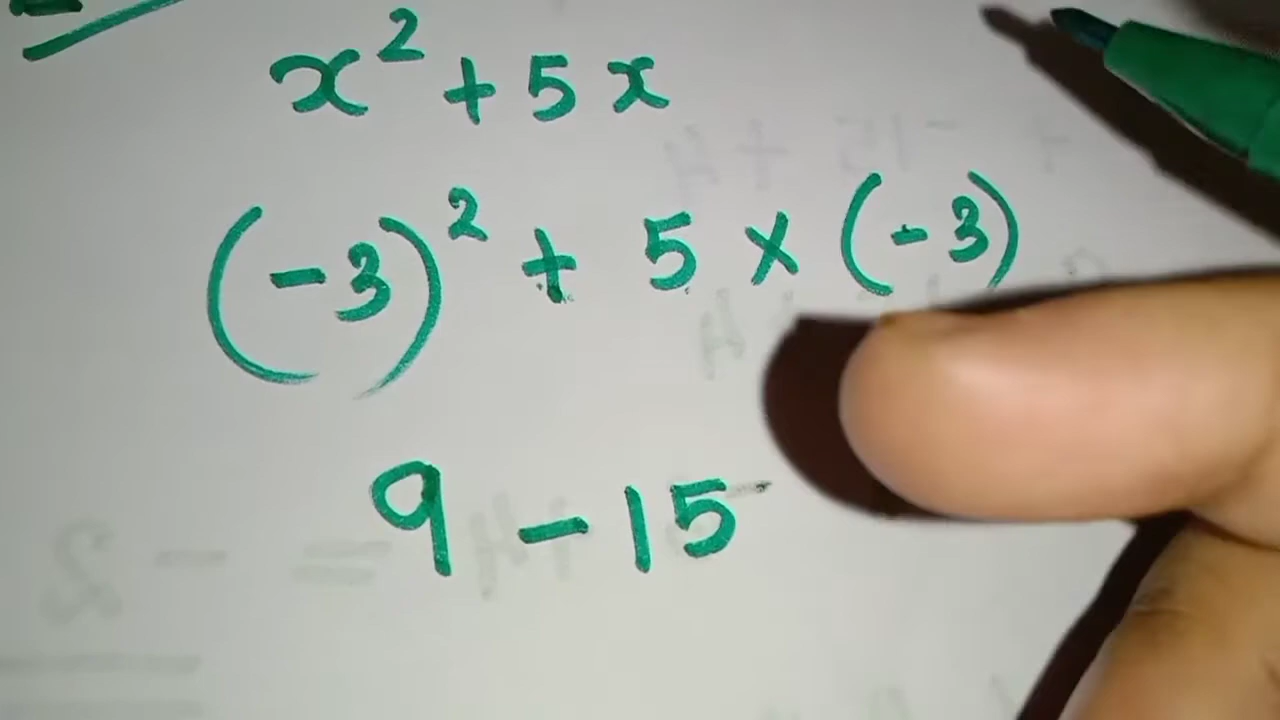 x² + 5x
(-3)² + 5 × (-3)
9 - 15